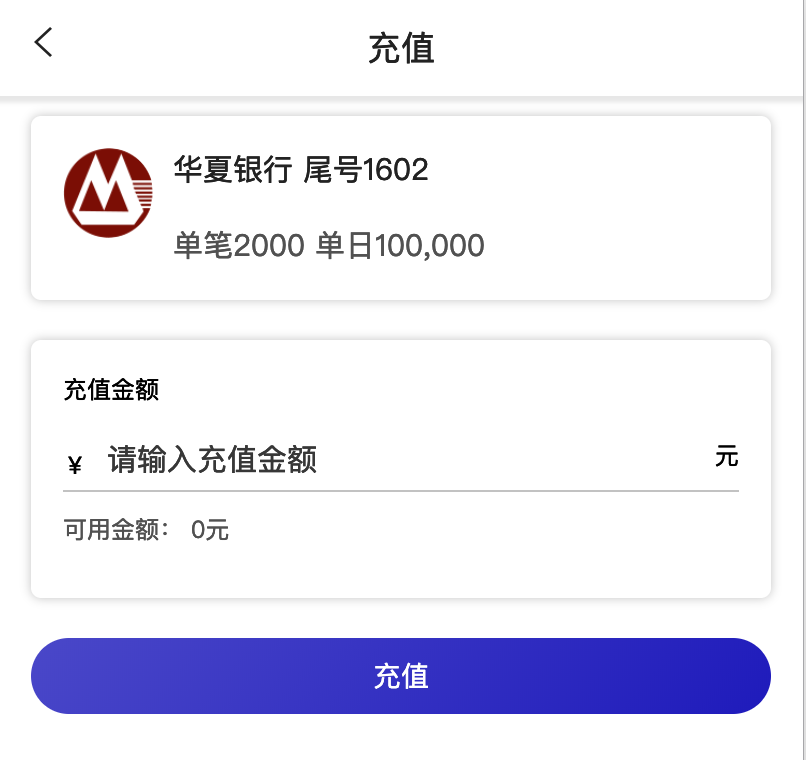 充值
华夏银行 尾号1602
单笔2000 单日100,000
充值金额
¥ 请输入充值金额 元
可用金额： 0元
充值